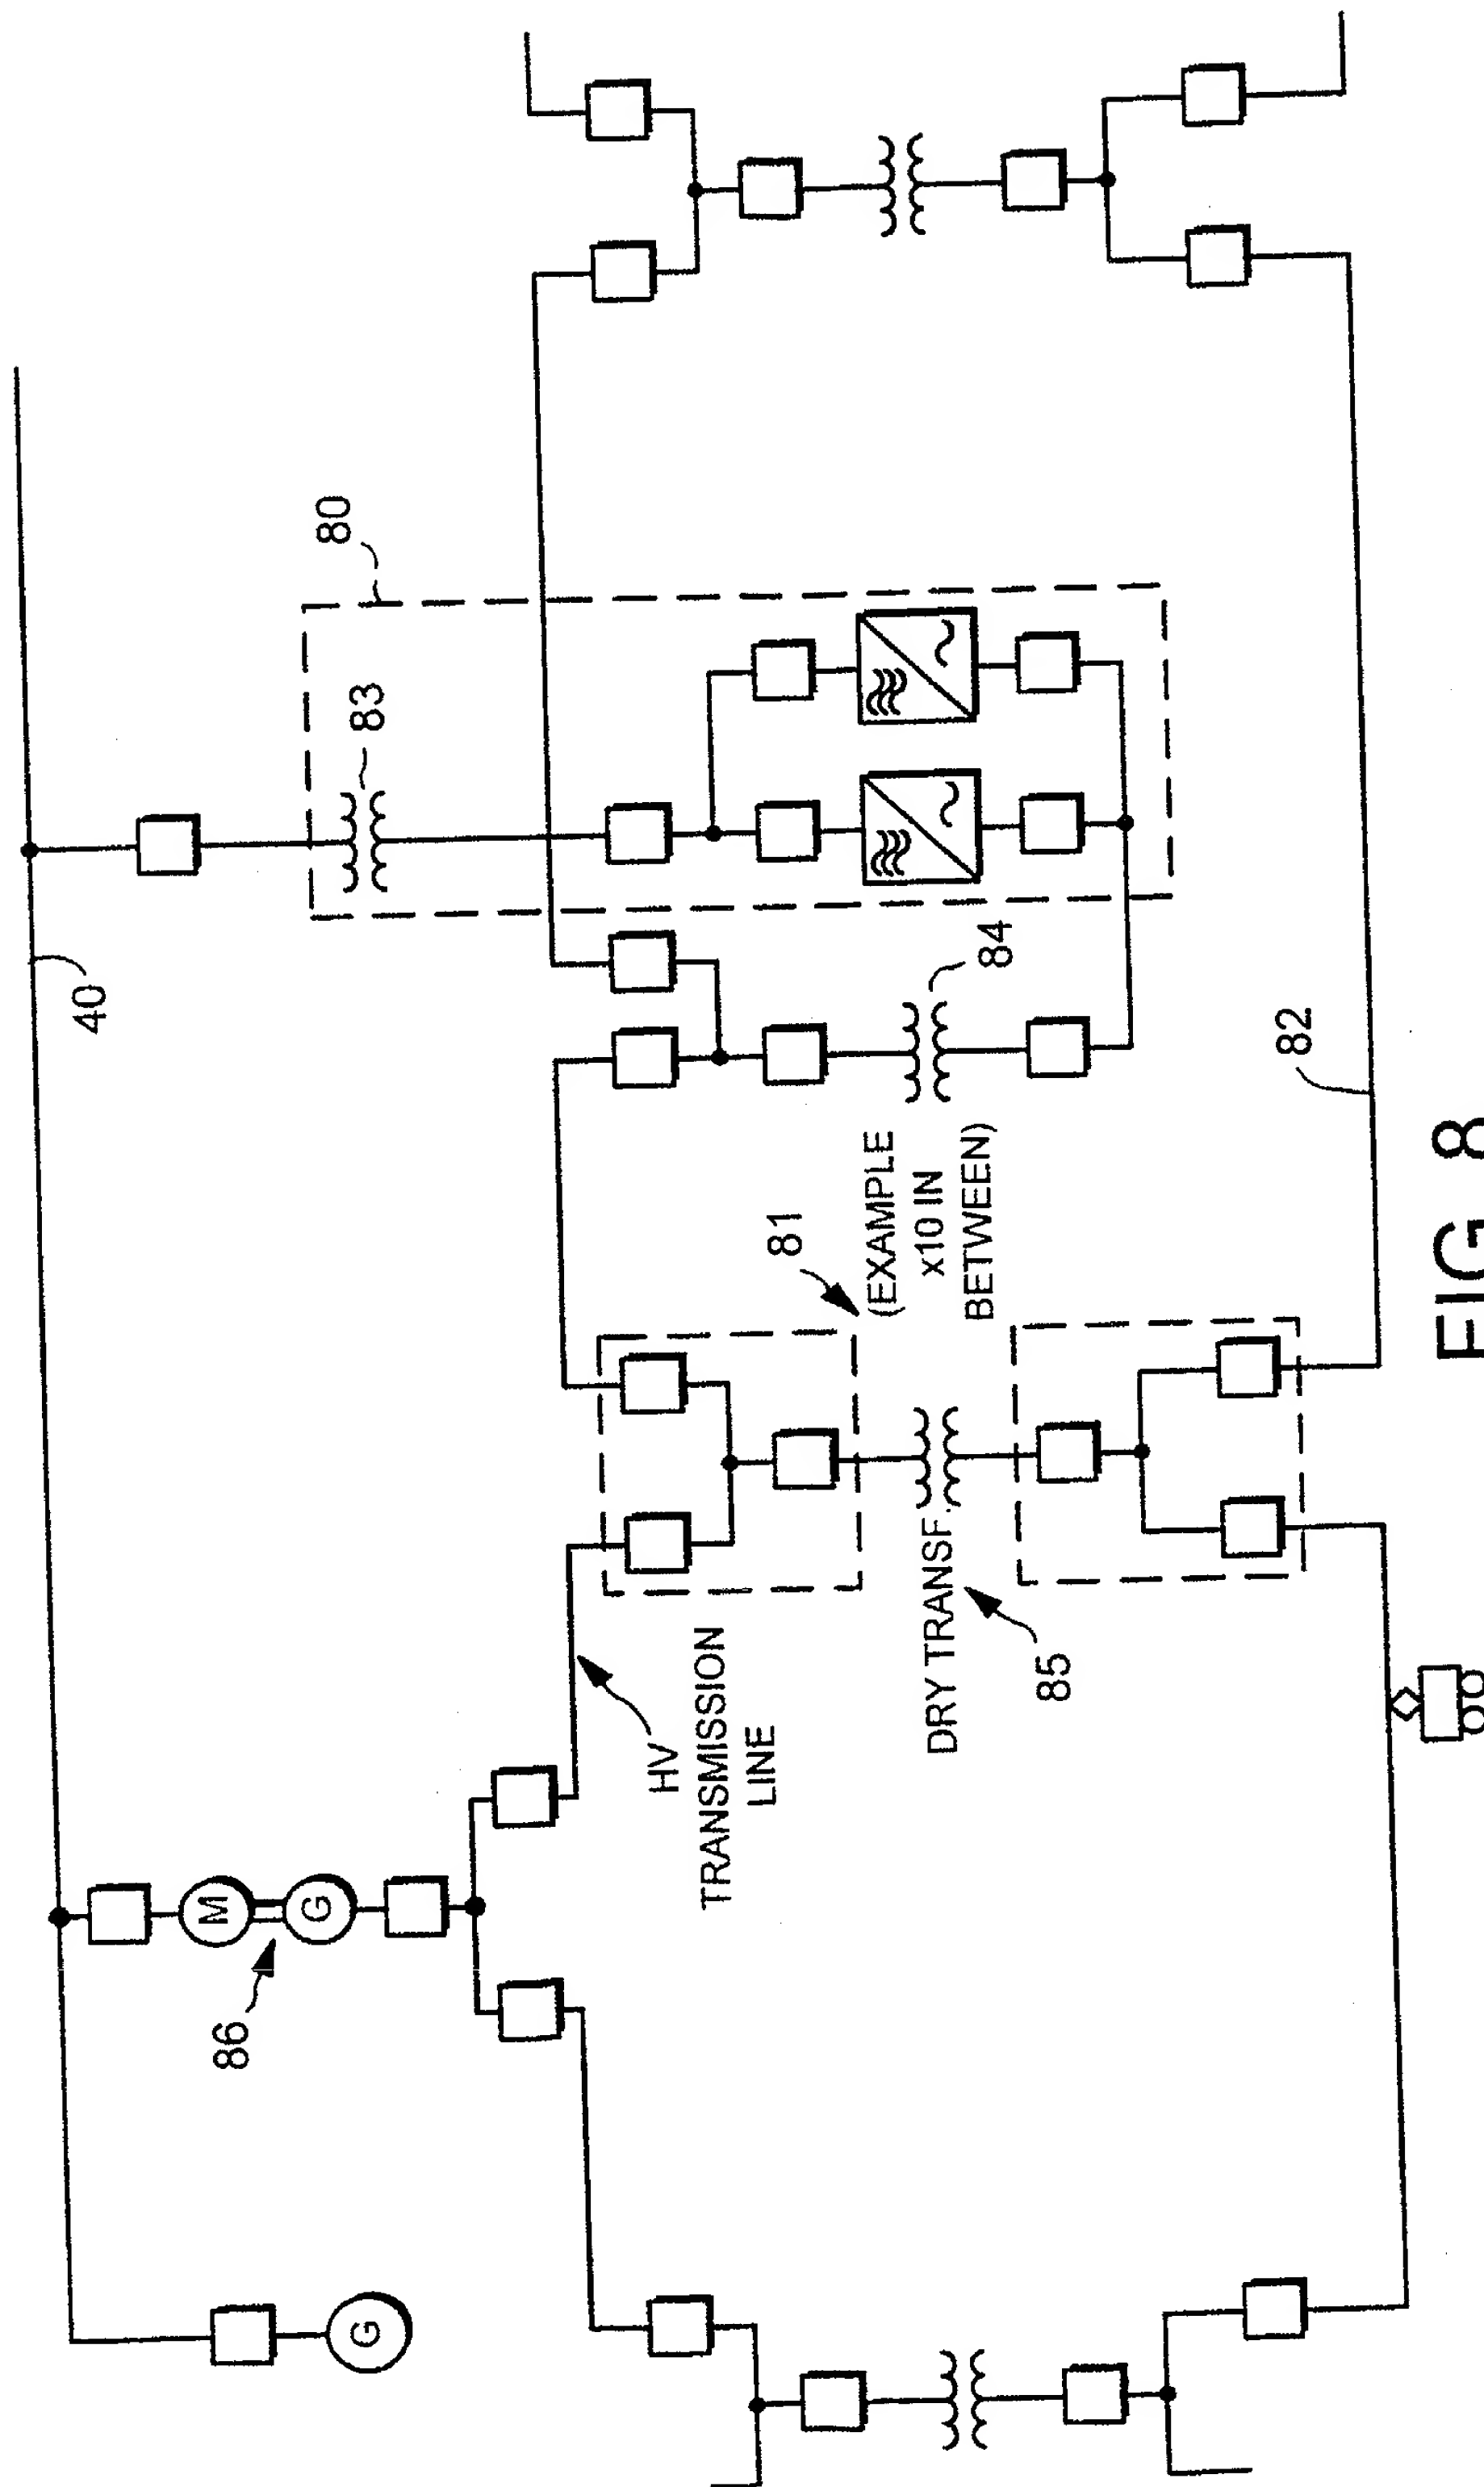 40
80
83
84
81
(EXAMPLE
x10 IN
BETWEEN)
82
HV
TRANSMISSION
LINE
DRY TRANSF.
85
M
G
86
G
FIG 8